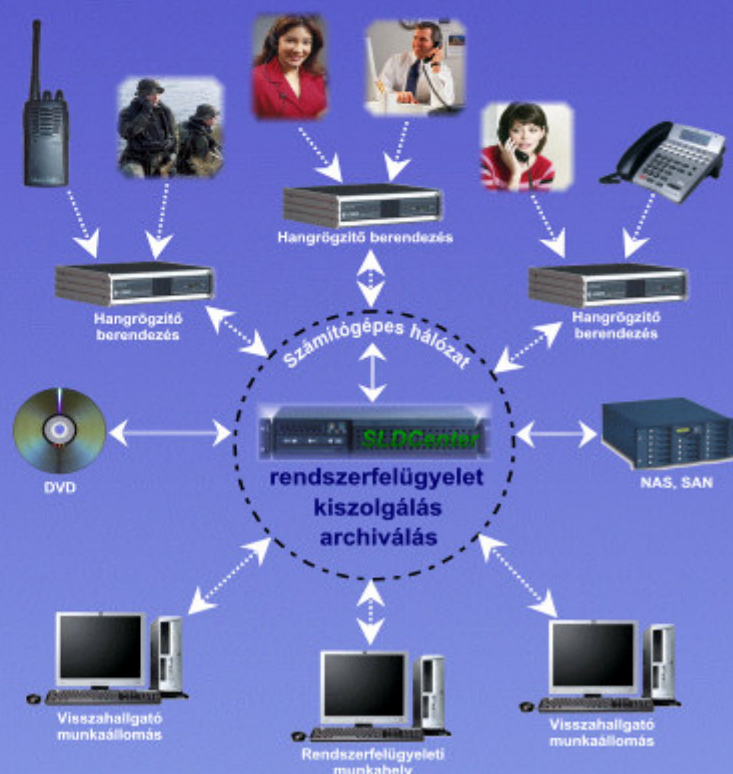 Hangrögzítő berendezés
Hangrögzítő
berendezés
Hangrögzítő
berendezés
Számítógépes hálózat
SLDCenter
rendszerfelügyelet
kiszolgálás
archiválás
DVD
NAS, SAN
Visszahallgató
munkaállomás
Rendszerfelügyeleti
munkahely
Visszahallgató
munkaállomás